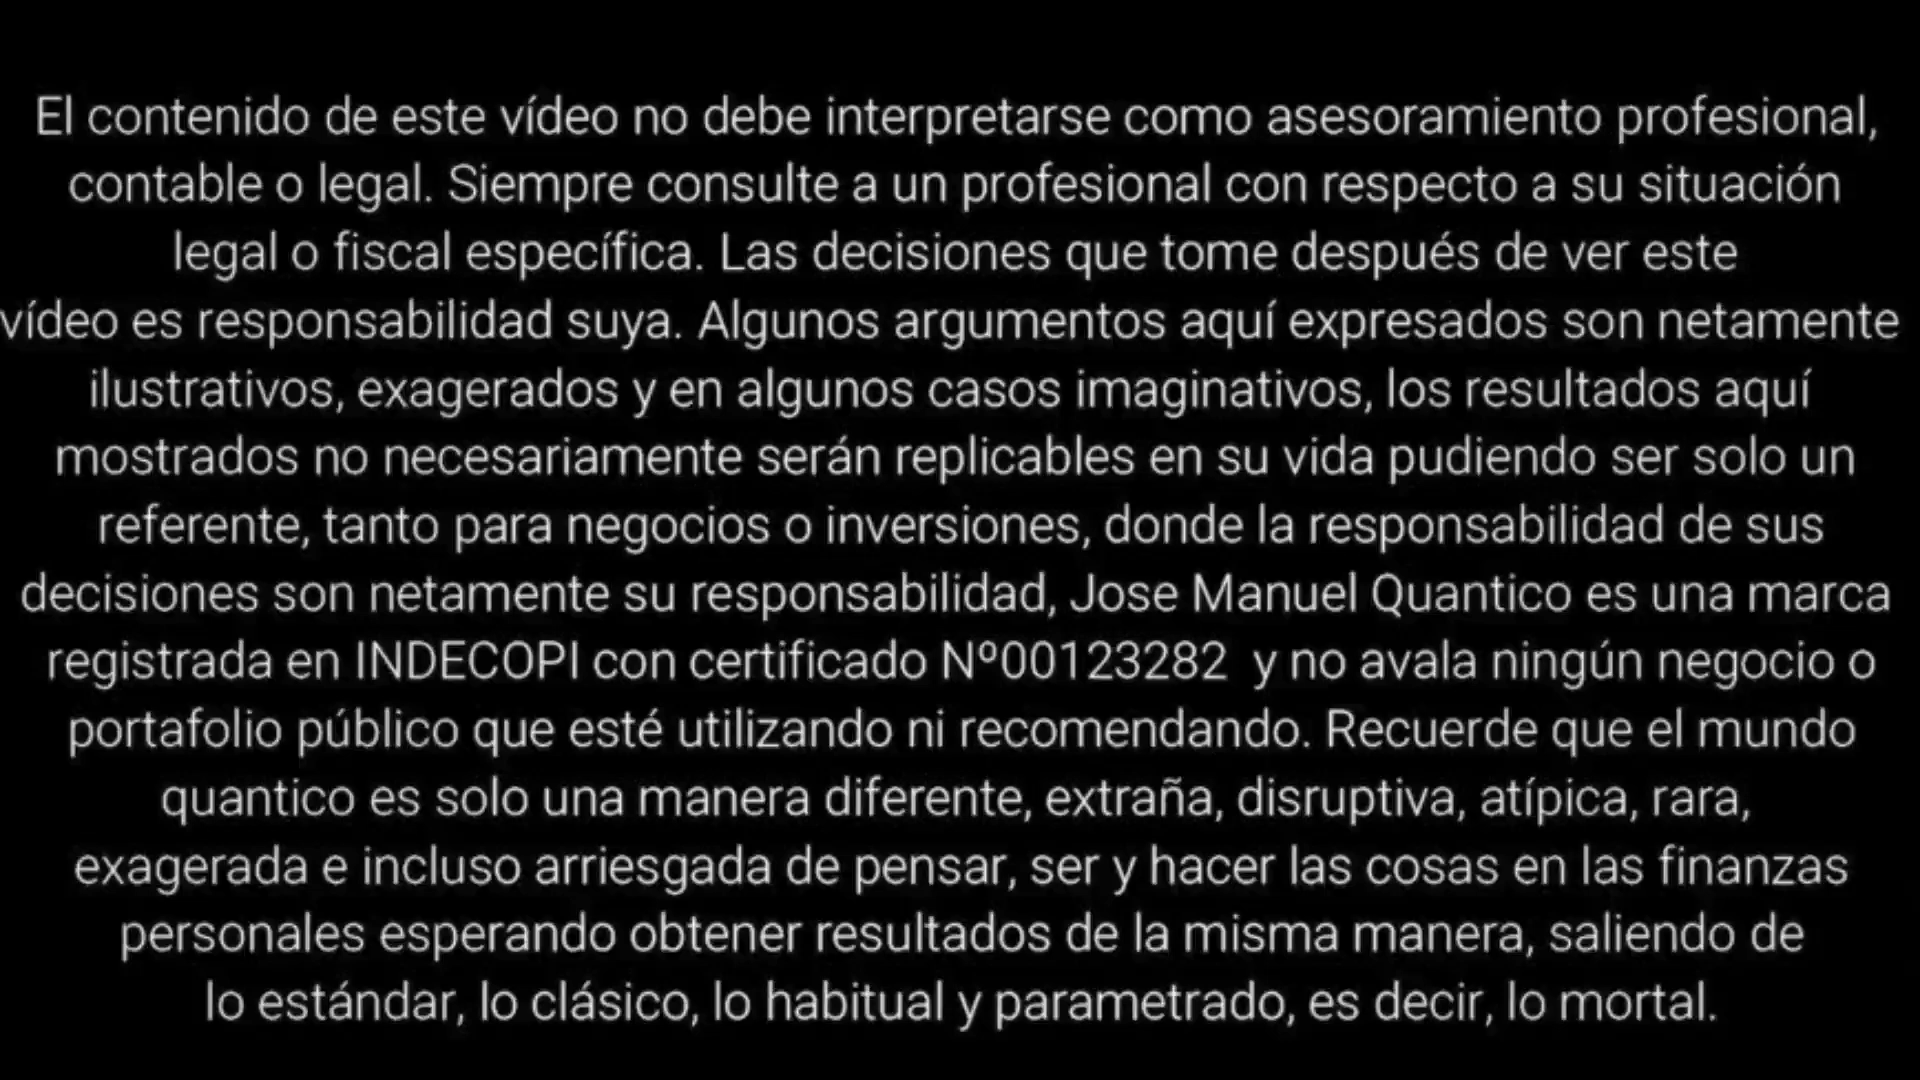 El contenido de este vídeo no debe interpretarse como asesoramiento profesional,
contable o legal. Siempre consulte a un profesional con respecto a su situación
legal o fiscal específica. Las decisiones que tome después de ver este
vídeo es responsabilidad suya. Algunos argumentos aquí expresados son netamente
ilustrativos, exagerados y en algunos casos imaginativos, los resultados aquí
mostrados no necesariamente serán replicables en su vida pudiendo ser solo un
referente, tanto para negocios o inversiones, donde la responsabilidad de sus
decisiones son netamente su responsabilidad, Jose Manuel Quantico es una marca
registrada en INDECOPI con certificado Nº00123282 y no avala ningún negocio o
portafolio público que esté utilizando ni recomendando. Recuerde que el mundo
quantico es solo una manera diferente, extraña, disruptiva, atípica, rara,
exagerada e incluso arriesgada de pensar, ser y hacer las cosas en las finanzas
personales esperando obtener resultados de la misma manera, saliendo de
lo estándar, lo clásico, lo habitual y parametrado, es decir, lo mortal.